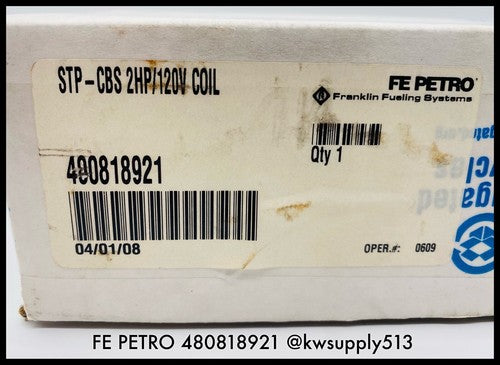 STP-CBS 2HP/120V COIL
FE PETRO
Franklin Fueling Systems
Qty 1
480818921
04/01/08
OPER.#: 0609
FE PETRO 480818921 @kwsupply513